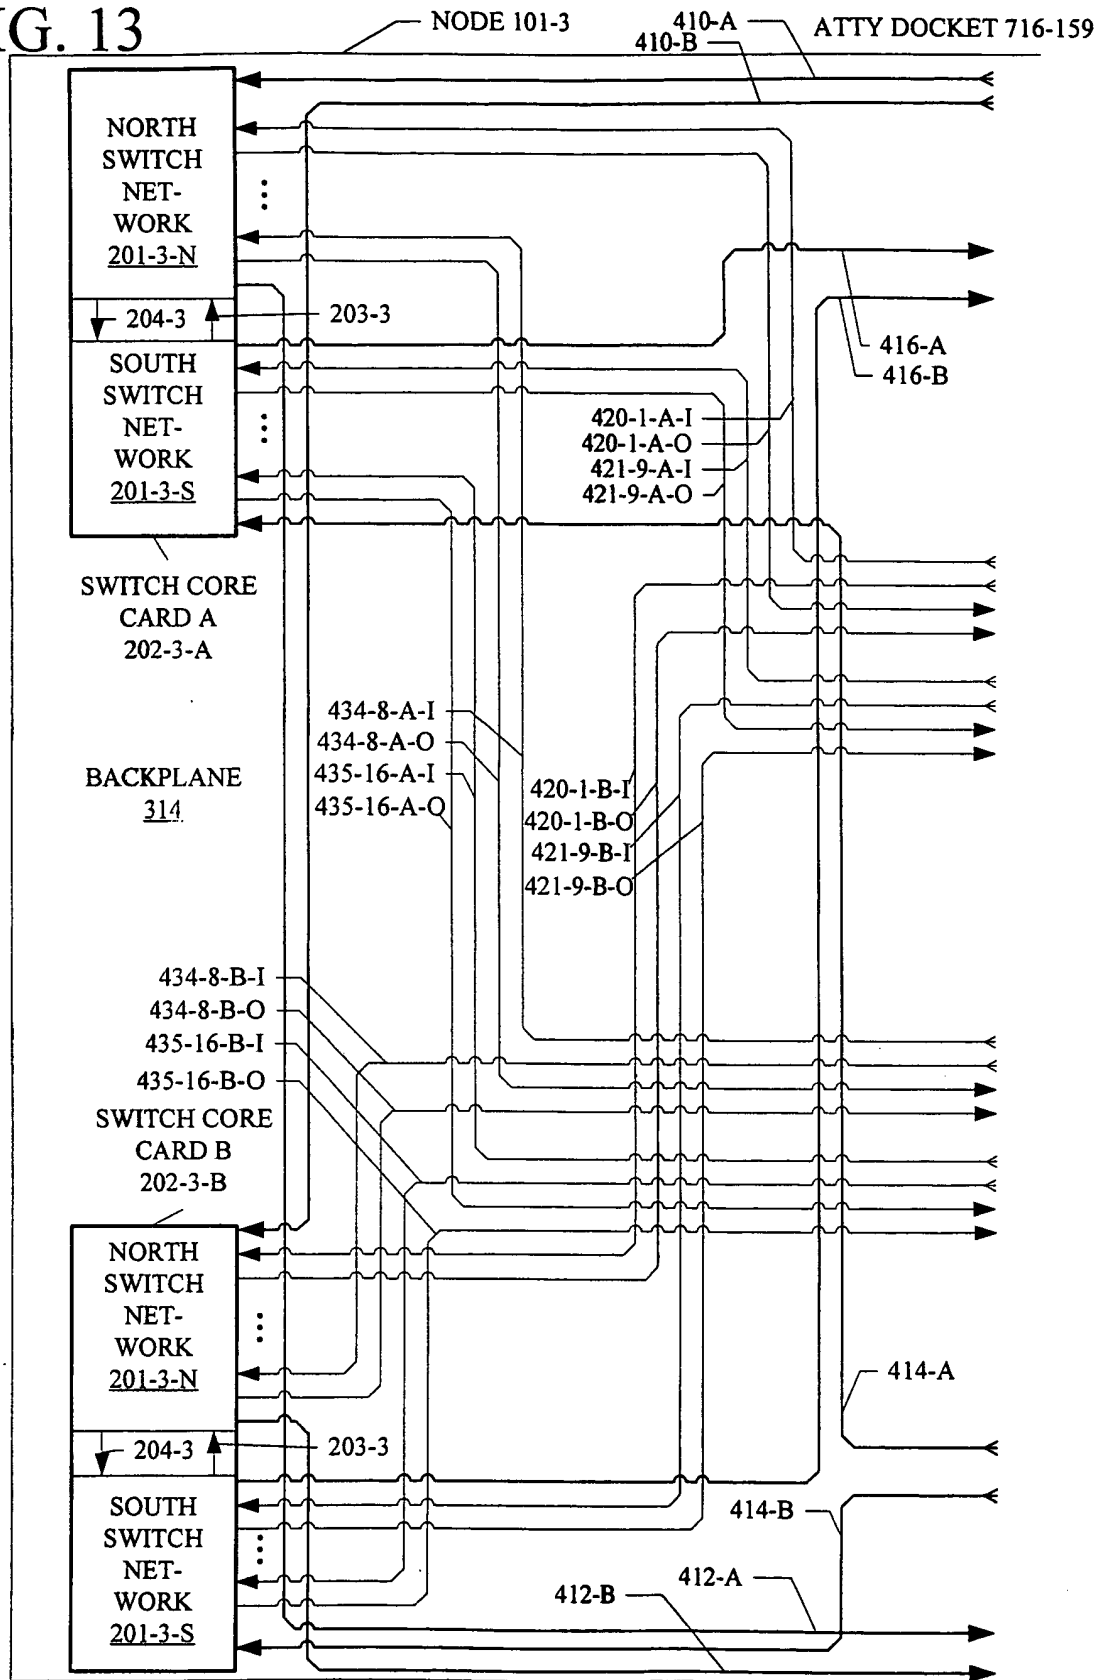 IG. 13
NODE 101-3
410-A
410-B
ATTY DOCKET 716-159
NORTH
SWITCH
NET-
WORK
201-3-N
204-3
203-3
SOUTH
SWITCH
NET-
WORK
201-3-S
416-A
416-B
420-1-A-I
420-1-A-O
421-9-A-I
421-9-A-O
SWITCH CORE
CARD A
202-3-A
BACKPLANE
314
434-8-A-I
434-8-A-O
435-16-A-I
435-16-A-O
420-1-B-I
420-1-B-O
421-9-B-I
421-9-B-O
434-8-B-I
434-8-B-O
435-16-B-I
435-16-B-O
SWITCH CORE
CARD B
202-3-B
NORTH
SWITCH
NET-
WORK
201-3-N
204-3
203-3
SOUTH
SWITCH
NET-
WORK
201-3-S
414-A
414-B
412-A
412-B